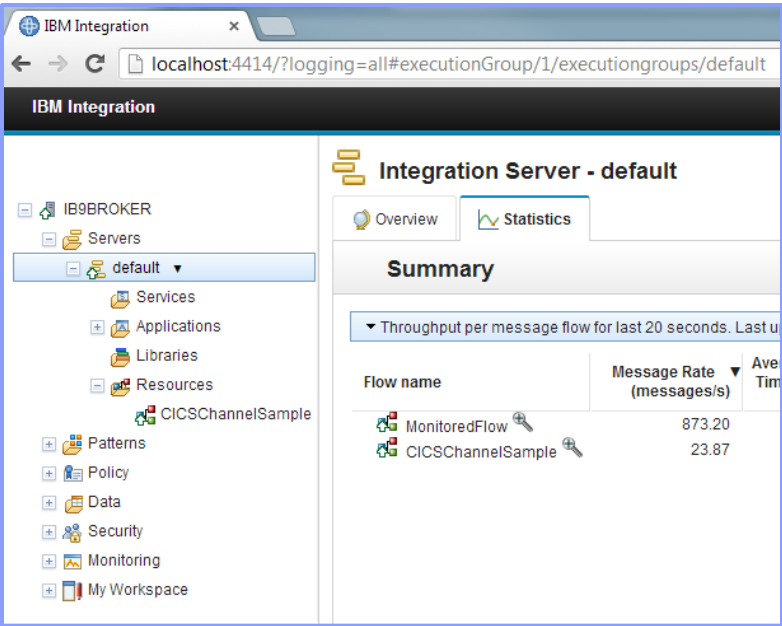 IBM Integration
localhost:4414/?logging=all#executionGroup/1/executiongroups/default
IBM Integration
IB9BROKER
Servers
default
Services
Applications
Libraries
Resources
CICSChannelSample
Patterns
Policy
Data
Security
Monitoring
My Workspace
Integration Server - default
Overview
Statistics
Summary
Throughput per message flow for last 20 seconds. Last
Flow name
Message Rate
(messages/s)
MonitoredFlow
873.20
CICSChannelSample
23.87